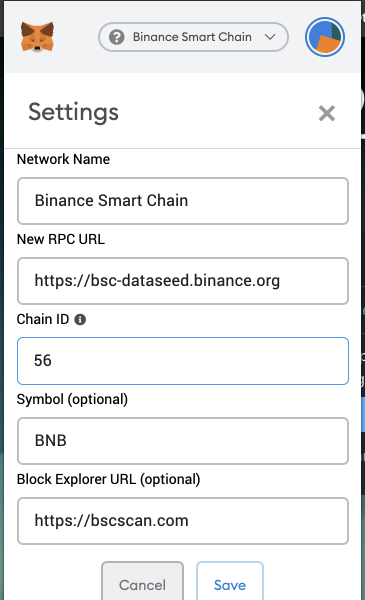 Binance Smart Chain
Settings
Network Name
Binance Smart Chain
New RPC URL
https://bsc-dataseed.binance.org
Chain ID
56
Symbol (optional)
BNB
Block Explorer URL (optional)
https://bscscan.com
Cancel Save